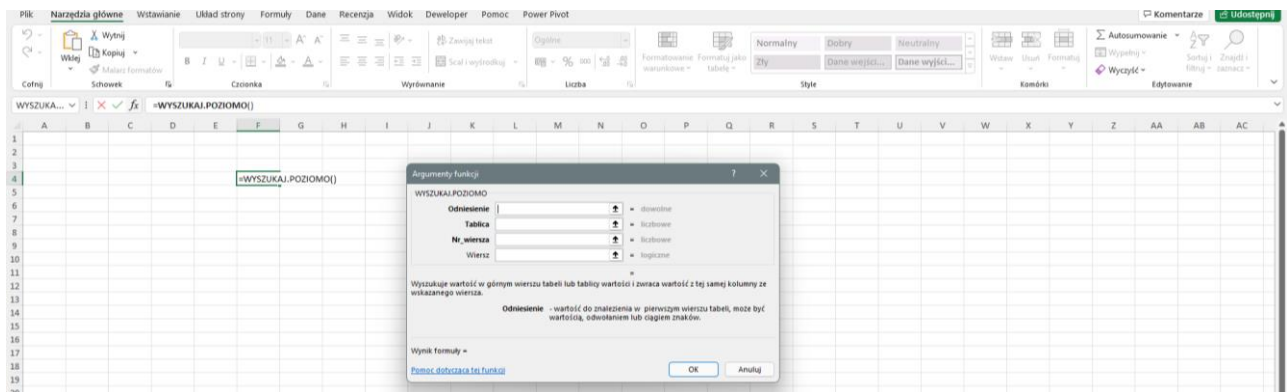 Plik Narzędzia główne Wstawianie Układ strony Formuły Dane Recenzja Widok Deweloper Pomoc Power Pivot Komentarze Udostępnij
Wklej
Wytnij
Kopiuj
Malarz formatów
11
B I U
Zawijaj tekst
Scal i wyśrodkuj
Ogólne
% 000
Formatowanie warunkowe
Formatuj jako tabelę
Normalny Dobry Neutralny
Zły Dane wejści... Dane wyjści...
Wstaw Usuń Formatuj
Autosumowanie
Wypełnij
Wyczyść
Sortuj i filtruj
Znajdź i zaznacz
Cofnij Schowek Czcionka Wyrównanie Liczba Style Komórki Edytowanie
WYSZUKA... fx =WYSZUKAJ.POZIOMO()
A B C D E F G H I J K L M N O P Q R S T U V W X Y Z AA AB AC
1
2
3
4 =WYSZUKAJ.POZIOMO()
5
6
7
8
9
10
11
12
13
14
15
16
17
18
19
Argumenty funkcji ? ×
WYSZUKAJ.POZIOMO
Odniesienie = dowolne
Tablica = liczbowe
Nr_wiersza = liczbowe
Wiersz = logiczne
=
Wyszukuje wartość w górnym wierszu tabeli lub tablicy wartości i zwraca wartość z tej samej kolumny ze
wskazanego wiersza.
Odniesienie - wartość do znalezienia w pierwszym wierszu tabeli, może być
wartością, odwołaniem lub ciągiem znaków.
Wynik formuły =
Pomoc dotycząca tej funkcji OK Anuluj